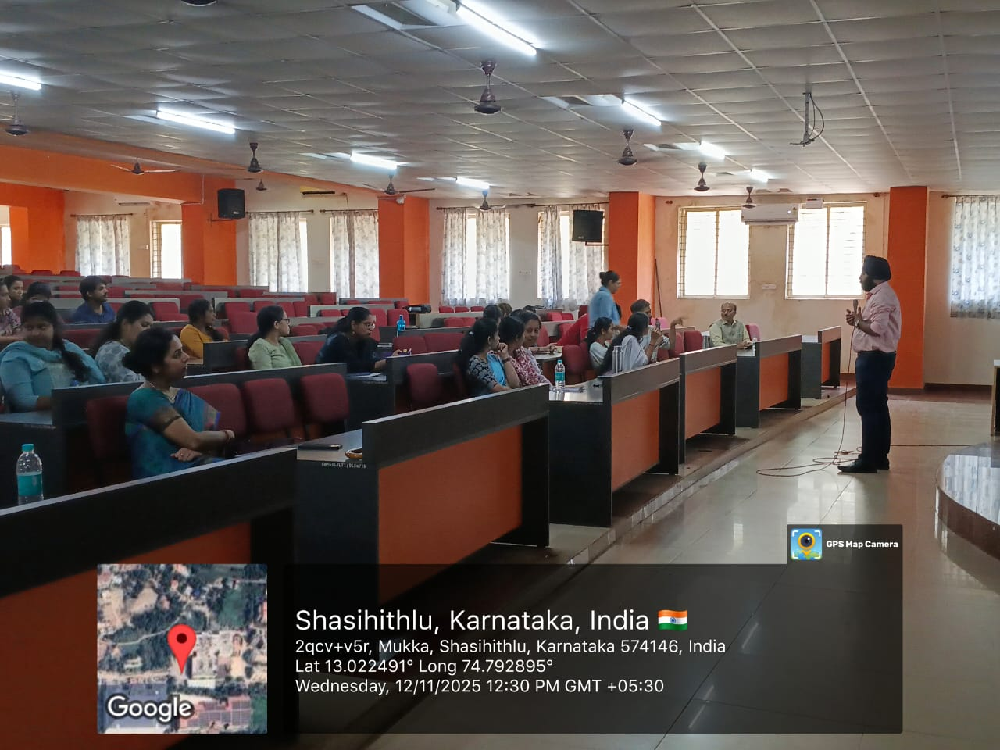 GPS Map Camera
Shasihithlu, Karnataka, India
2qcv+v5r, Mukka, Shasihithlu, Karnataka 574146, India
Lat 13.022491° Long 74.792895°
Wednesday, 12/11/2025 12:30 PM GMT +05:30
Google